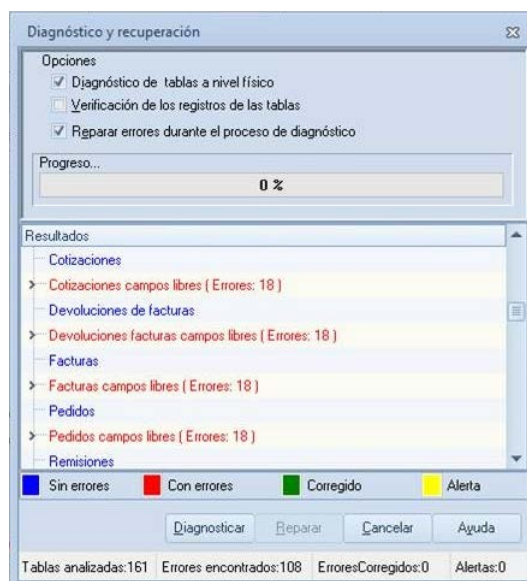 Diagnóstico y recuperación
Opciones
Diagnóstico de tablas a nivel físico
Verificación de los registros de las tablas
Reparar errores durante el proceso de diagnóstico
Progreso...
0 %
Resultados
Cotizaciones
Cotizaciones campos libres ( Errores: 18 )
Devoluciones de facturas
Devoluciones facturas campos libres ( Errores: 18 )
Facturas
Facturas campos libres ( Errores: 18 )
Pedidos
Pedidos campos libres ( Errores: 18 )
Remisiones
Sin errores Con errores Corregido Alerta
Diagnosticar Reparar Cancelar Ayuda
Tablas analizadas:161 Errores encontrados:108 ErroresCorregidos:0 Alertas:0